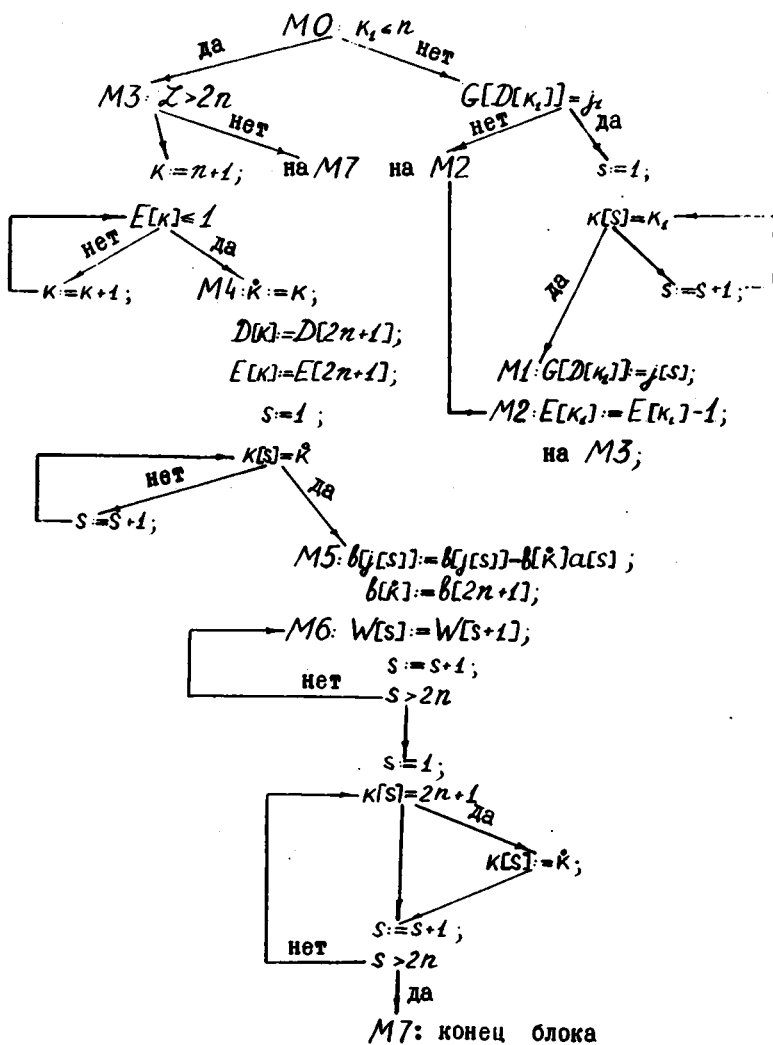 M0: K₁ ≤ n
да нет
M3: L > 2n G[D[K₁]] = j₁
нет нет да
K := n+1; на M7 на M2 s := 1;
E[K] ≤ 1 K[S] = K₁
нет да
K := K+1; M4: K̊ := K; да S := S+1;
D[K] := D[2n+1];
E[K] := E[2n+1]; M1: G[D[K₁]] := j[S];
S := 1; M2: E[K₁] := E[K₁]-1;
K[S] = K̊ на M3;
нет да
S := S+1;
M5: b[j[S]] := b[j[S]] - b[K̊]a[S];
b[K̊] := b[2n+1];
M6: W[S] := W[S+1];
S := S+1;
нет S > 2n
S := 1;
K[S] = 2n+1
да
K[S] := K̊;
S := S+1;
нет S > 2n
да
M7: конец блока